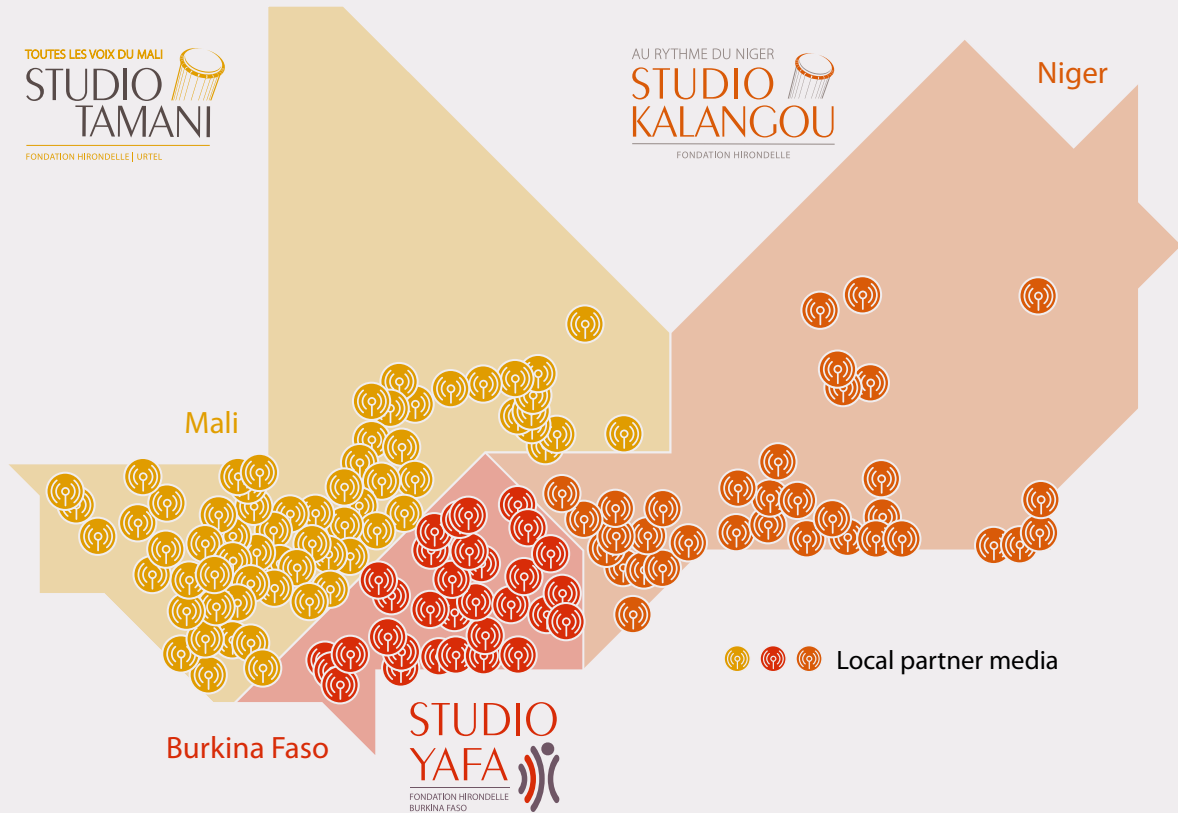 TOUTES LES VOIX DU MALI
STUDIO
TAMANI
FONDATION HIRONDELLE | URTEL
AU RYTHME DU NIGER
STUDIO
KALANGOU
FONDATION HIRONDELLE
Niger
Mali
Local partner media
Burkina Faso
STUDIO
YAFA
FONDATION HIRONDELLE
BURKINA FASO